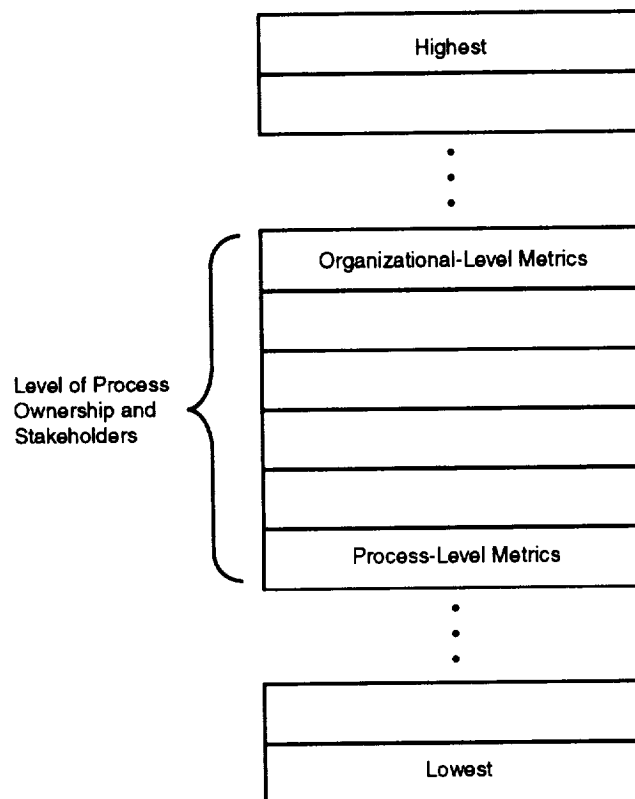 Highest
Organizational-Level Metrics
Level of Process
Ownership and
Stakeholders
Process-Level Metrics
Lowest